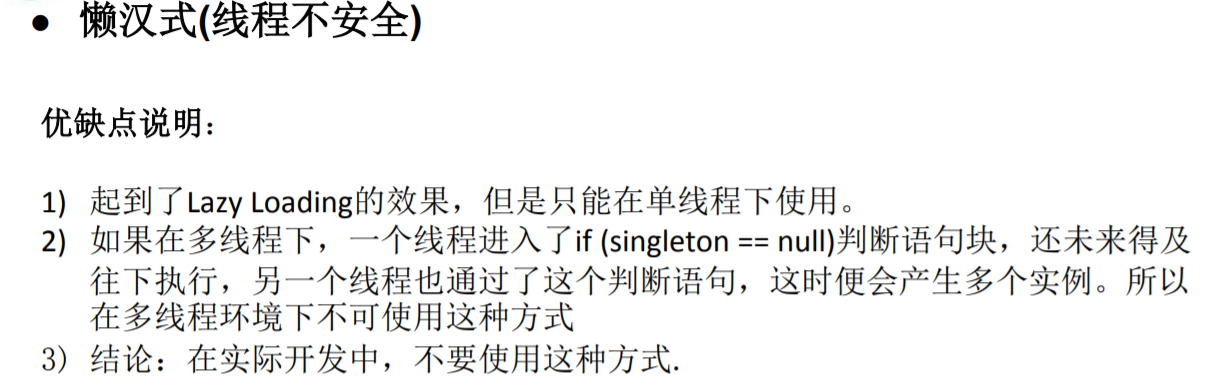 ● 懒汉式(线程不安全)
优缺点说明：
1) 起到了Lazy Loading的效果，但是只能在单线程下使用。
2) 如果在多线程下，一个线程进入了if (singleton == null)判断语句块，还未来得及
往下执行，另一个线程也通过了这个判断语句，这时便会产生多个实例。所以
在多线程环境下不可使用这种方式
3) 结论：在实际开发中，不要使用这种方式.